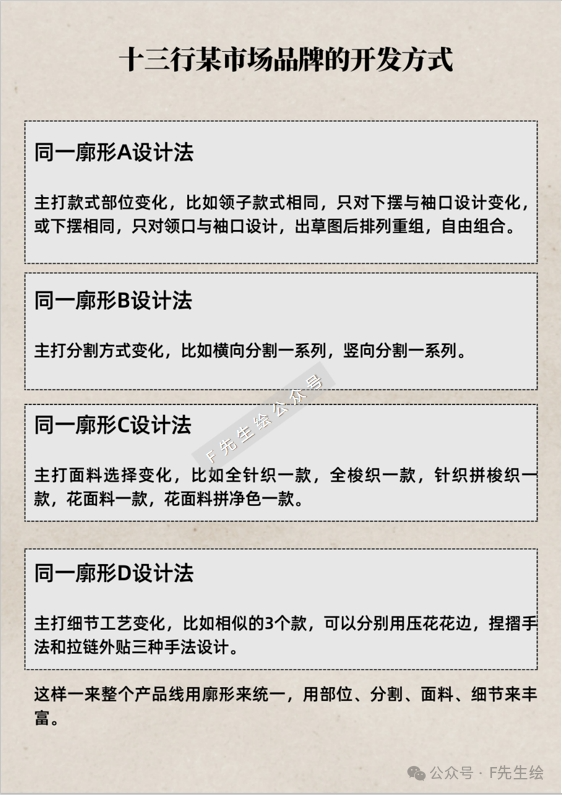 十三行某市场品牌的开发方式
同一廓形A设计法
主打款式部位变化，比如领子款式相同，只对下摆与袖口设计变化，
或下摆相同，只对领口与袖口设计，出草图后排列重组，自由组合。
同一廓形B设计法
主打分割方式变化，比如横向分割一系列，竖向分割一系列。
F先生绘公众号
同一廓形C设计法
主打面料选择变化，比如全针织一款，全梭织一款，针织拼梭织一
款，花面料一款，花面料拼净色一款。
同一廓形D设计法
主打细节工艺变化，比如相似的3个款，可以分别用压花花边，捏摺手
法和拉链外贴三种手法设计。
这样一来整个产品线用廓形来统一，用部位、分割、面料、细节来丰
富。
公众号·F先生绘